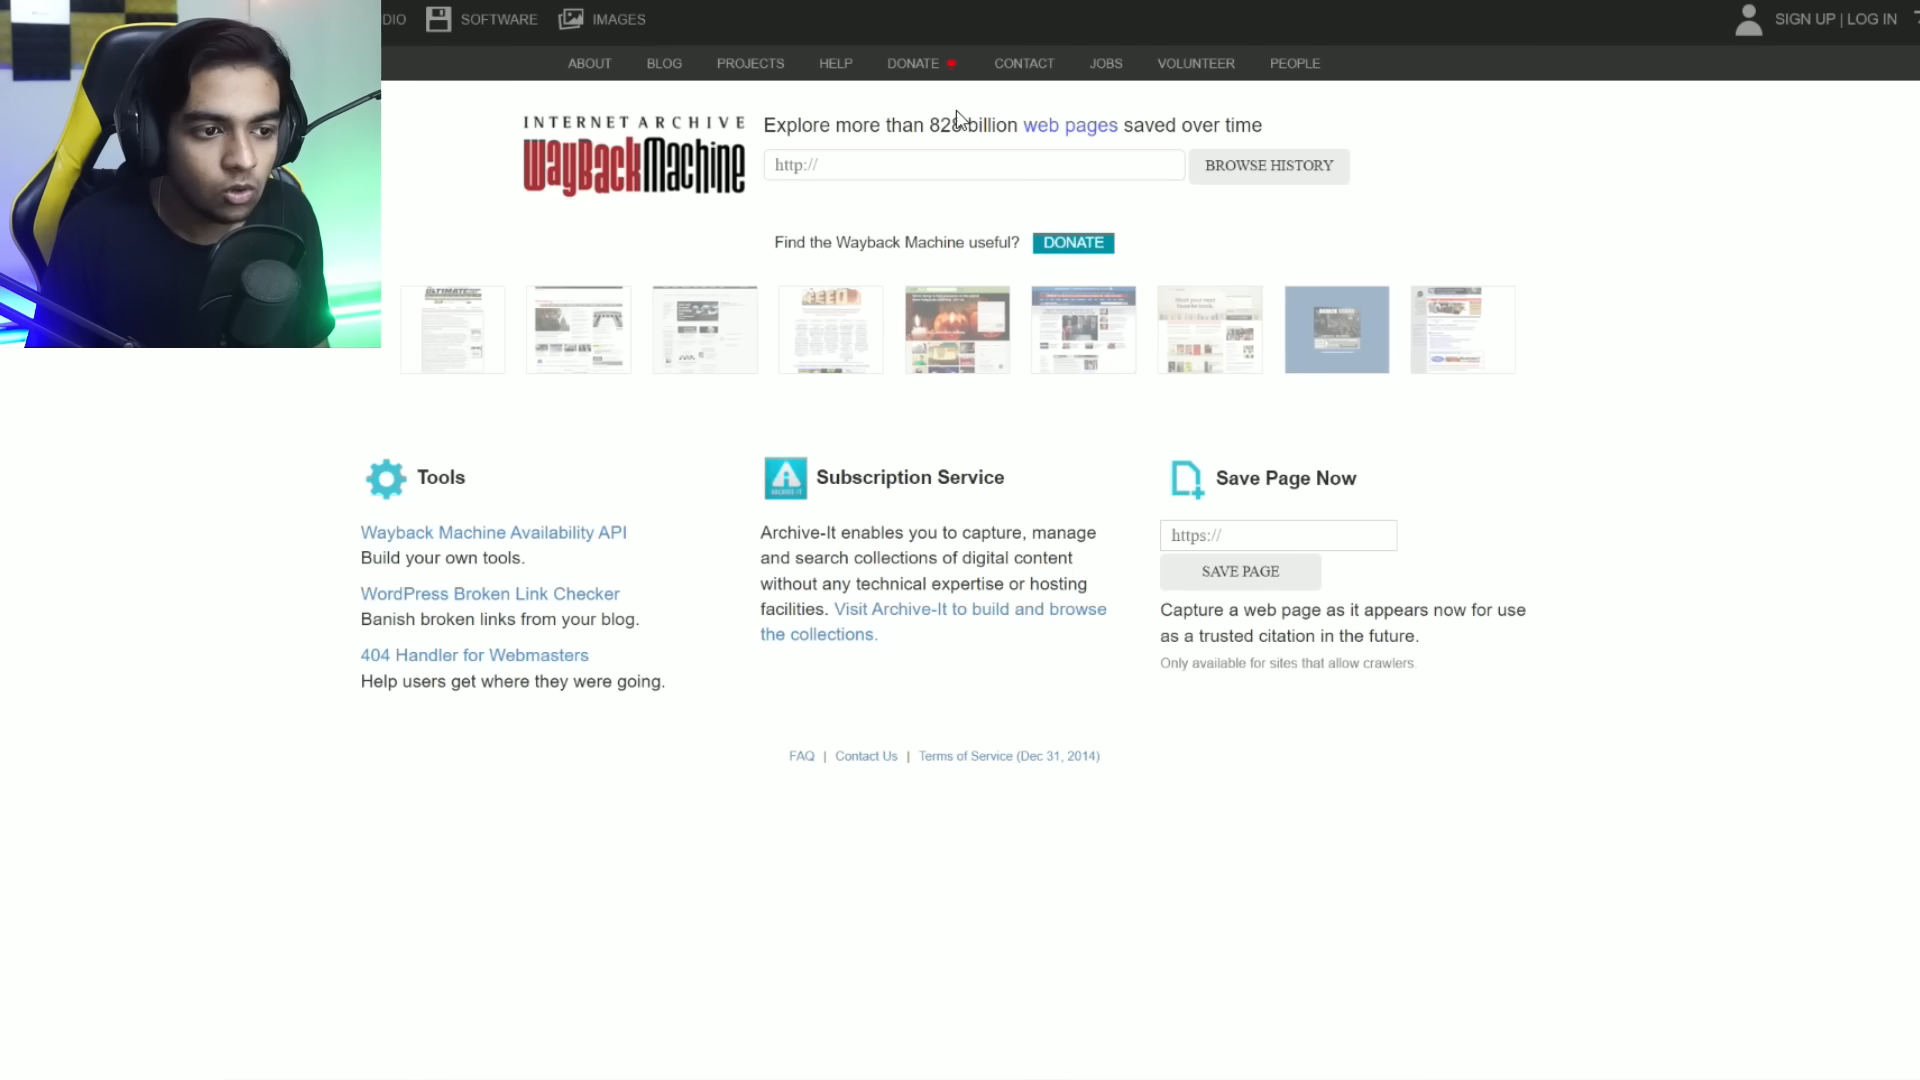 DIO SOFTWARE IMAGES SIGN UP | LOG IN
ABOUT BLOG PROJECTS HELP DONATE CONTACT JOBS VOLUNTEER PEOPLE
INTERNET ARCHIVE
WayBackMachine
Explore more than 828 billion web pages saved over time
http://
BROWSE HISTORY
Find the Wayback Machine useful? DONATE
Tools
Wayback Machine Availability API
Build your own tools.
WordPress Broken Link Checker
Banish broken links from your blog.
404 Handler for Webmasters
Help users get where they were going.
Subscription Service
Archive-It enables you to capture, manage
and search collections of digital content
without any technical expertise or hosting
facilities. Visit Archive-It to build and browse
the collections.
Save Page Now
https://
SAVE PAGE
Capture a web page as it appears now for use
as a trusted citation in the future.
Only available for sites that allow crawlers.
FAQ | Contact Us | Terms of Service (Dec 31, 2014)